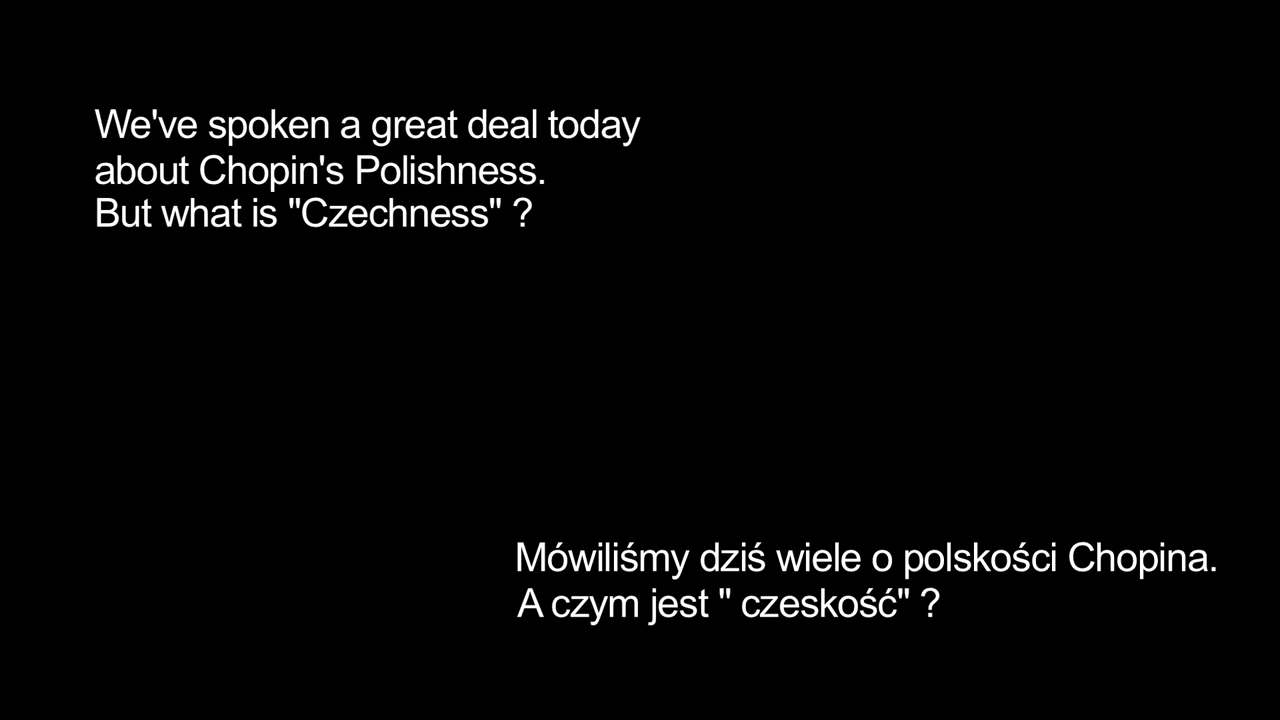 We've spoken a great deal today
about Chopin's Polishness.
But what is "Czechness" ?
Mówiliśmy dziś wiele o polskości Chopina.
A czym jest " czeskość" ?